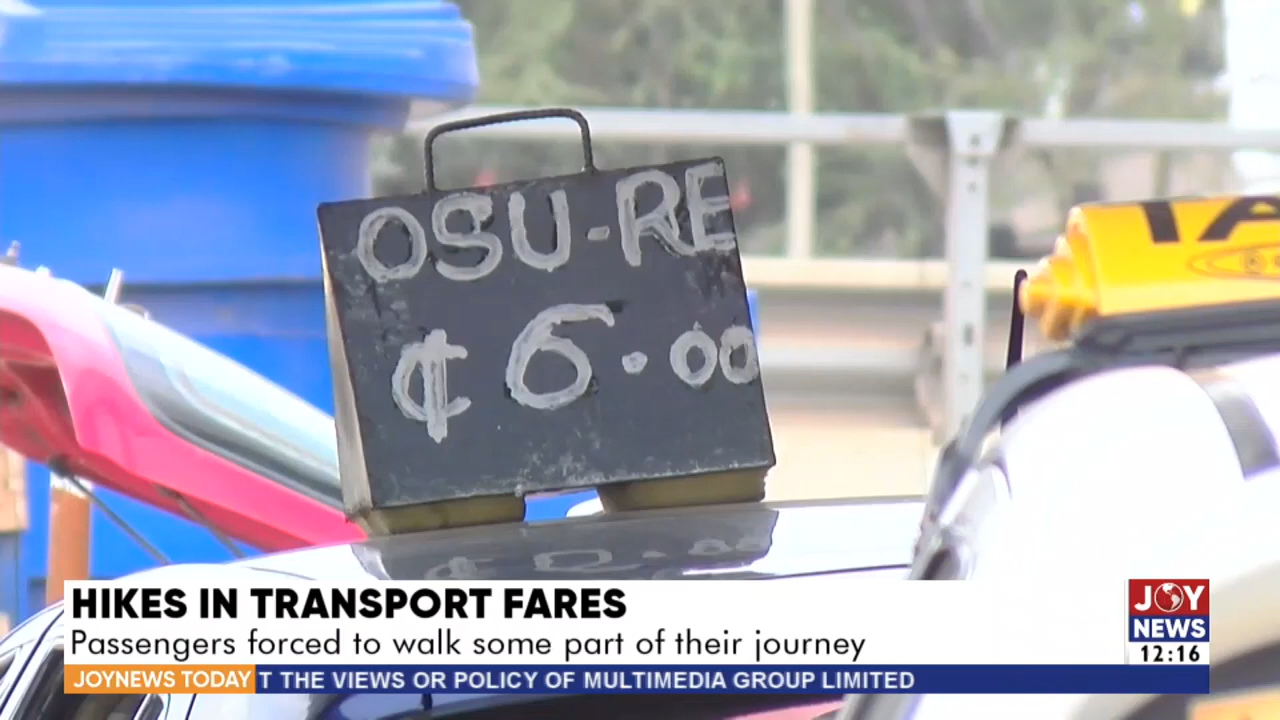 OSU-RE
₵6.00
TA
HIKES IN TRANSPORT FARES
Passengers forced to walk some part of their journey
JOY
NEWS
12:16
JOYNEWS TODAY
T THE VIEWS OR POLICY OF MULTIMEDIA GROUP LIMITED